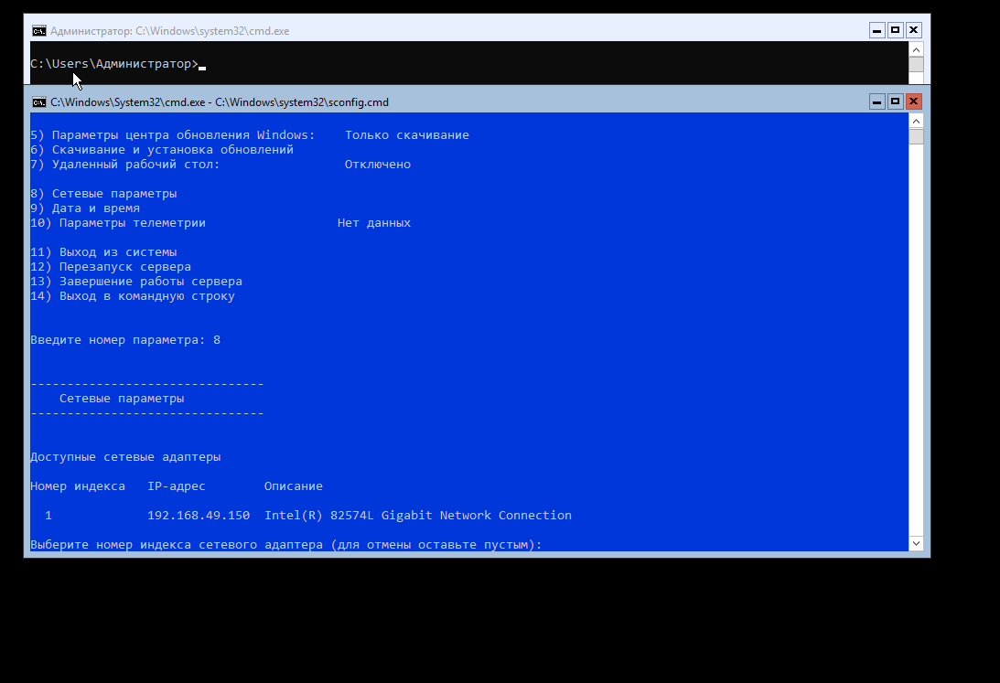 Администратор: C:\Windows\system32\cmd.exe
C:\Users\Администратор>
C:\Windows\System32\cmd.exe - C:\Windows\system32\sconfig.cmd
5) Параметры центра обновления Windows:    Только скачивание
6) Скачивание и установка обновлений
7) Удаленный рабочий стол:                 Отключено
8) Сетевые параметры
9) Дата и время
10) Параметры телеметрии                  Нет данных
11) Выход из системы
12) Перезапуск сервера
13) Завершение работы сервера
14) Выход в командную строку
Введите номер параметра: 8
--------------------------------
Сетевые параметры
--------------------------------
Доступные сетевые адаптеры
Номер индекса   IP-адрес        Описание
1             192.168.49.150  Intel(R) 82574L Gigabit Network Connection
Выберите номер индекса сетевого адаптера (для отмены оставьте пустым):